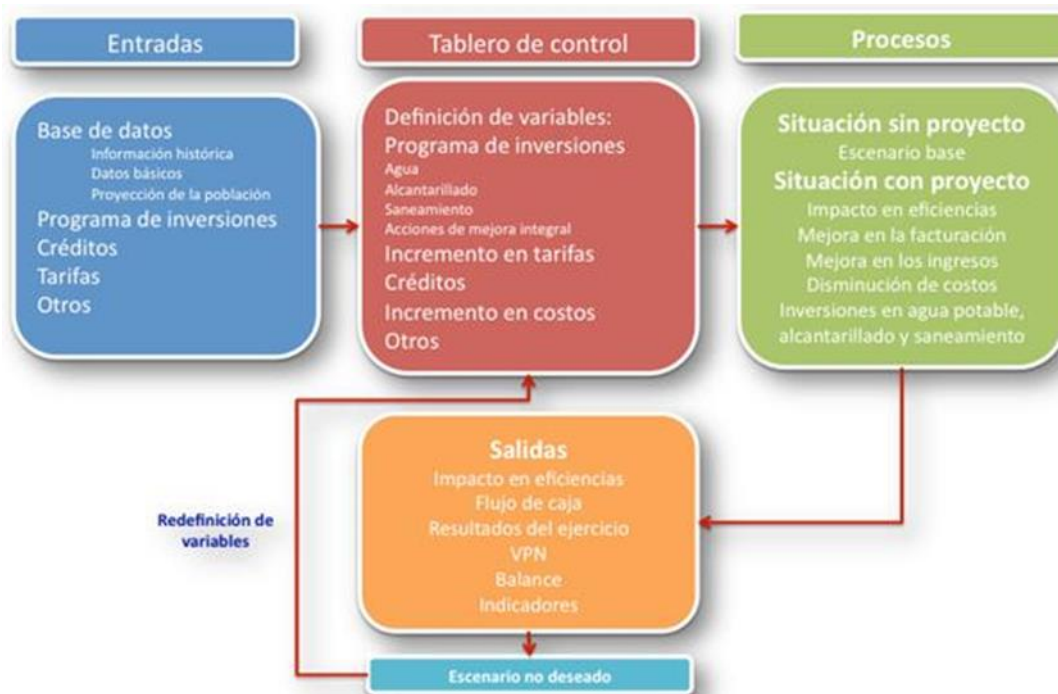 Entradas
Base de datos
Información histórica
Datos básicos
Proyección de la población
Programa de inversiones
Créditos
Tarifas
Otros
Tablero de control
Definición de variables:
Programa de inversiones
Agua
Alcantarillado
Saneamiento
Acciones de mejora integral
Incremento en tarifas
Créditos
Incremento en costos
Otros
Procesos
Situación sin proyecto
Escenario base
Situación con proyecto
Impacto en eficiencias
Mejora en la facturación
Mejora en los ingresos
Disminución de costos
Inversiones en agua potable,
alcantarillado y saneamiento
Salidas
Impacto en eficiencias
Flujo de caja
Resultados del ejercicio
VPN
Balance
Indicadores
Escenario no deseado
Redefinición de
variables